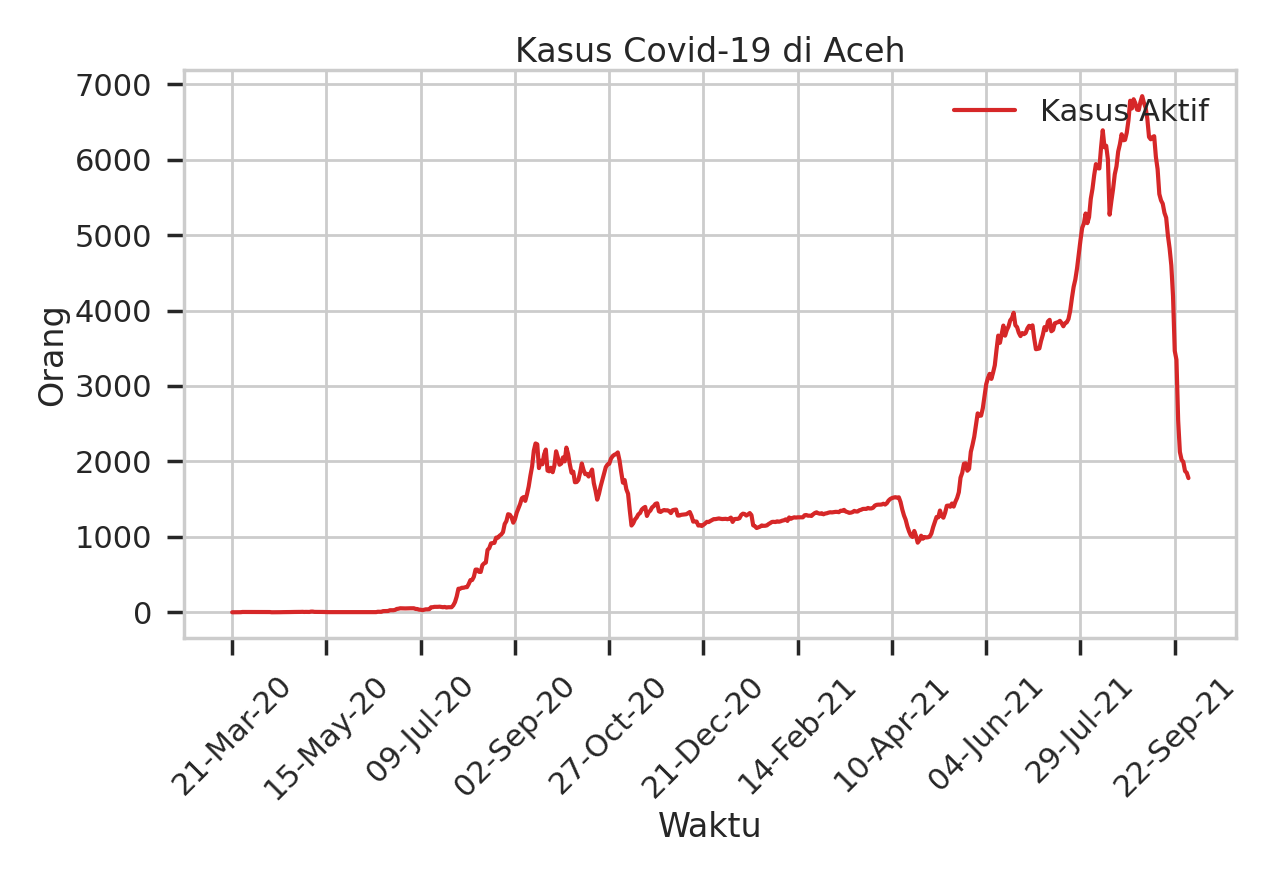 Kasus Covid-19 di Aceh
7000
6000
5000
4000
3000
2000
1000
0
Orang
Kasus Aktif
21-Mar-20
15-May-20
09-Jul-20
02-Sep-20
27-Oct-20
21-Dec-20
14-Feb-21
10-Apr-21
04-Jun-21
29-Jul-21
22-Sep-21
Waktu